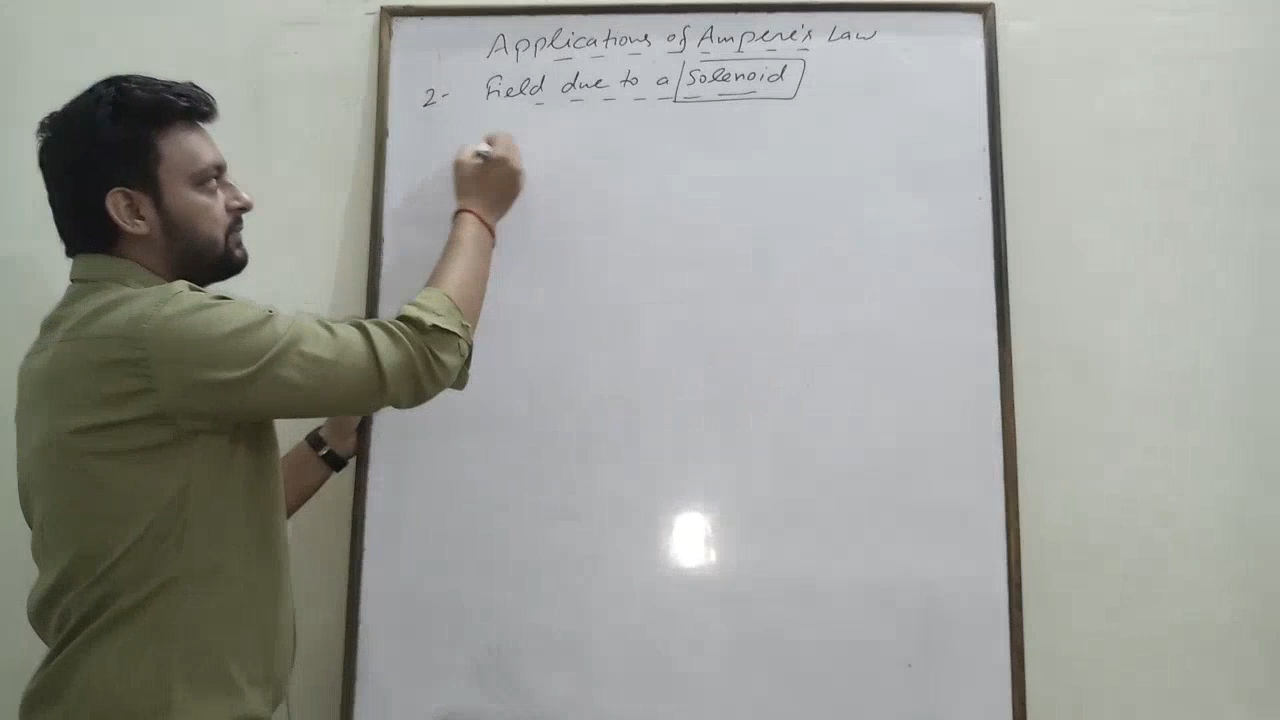 Applications of Ampere's Law
2- Field due to a Solenoid